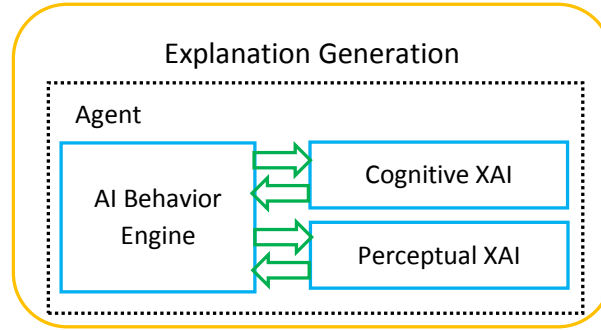 Explanation Generation
Agent
AI Behavior
Engine
Cognitive XAI
Perceptual XAI